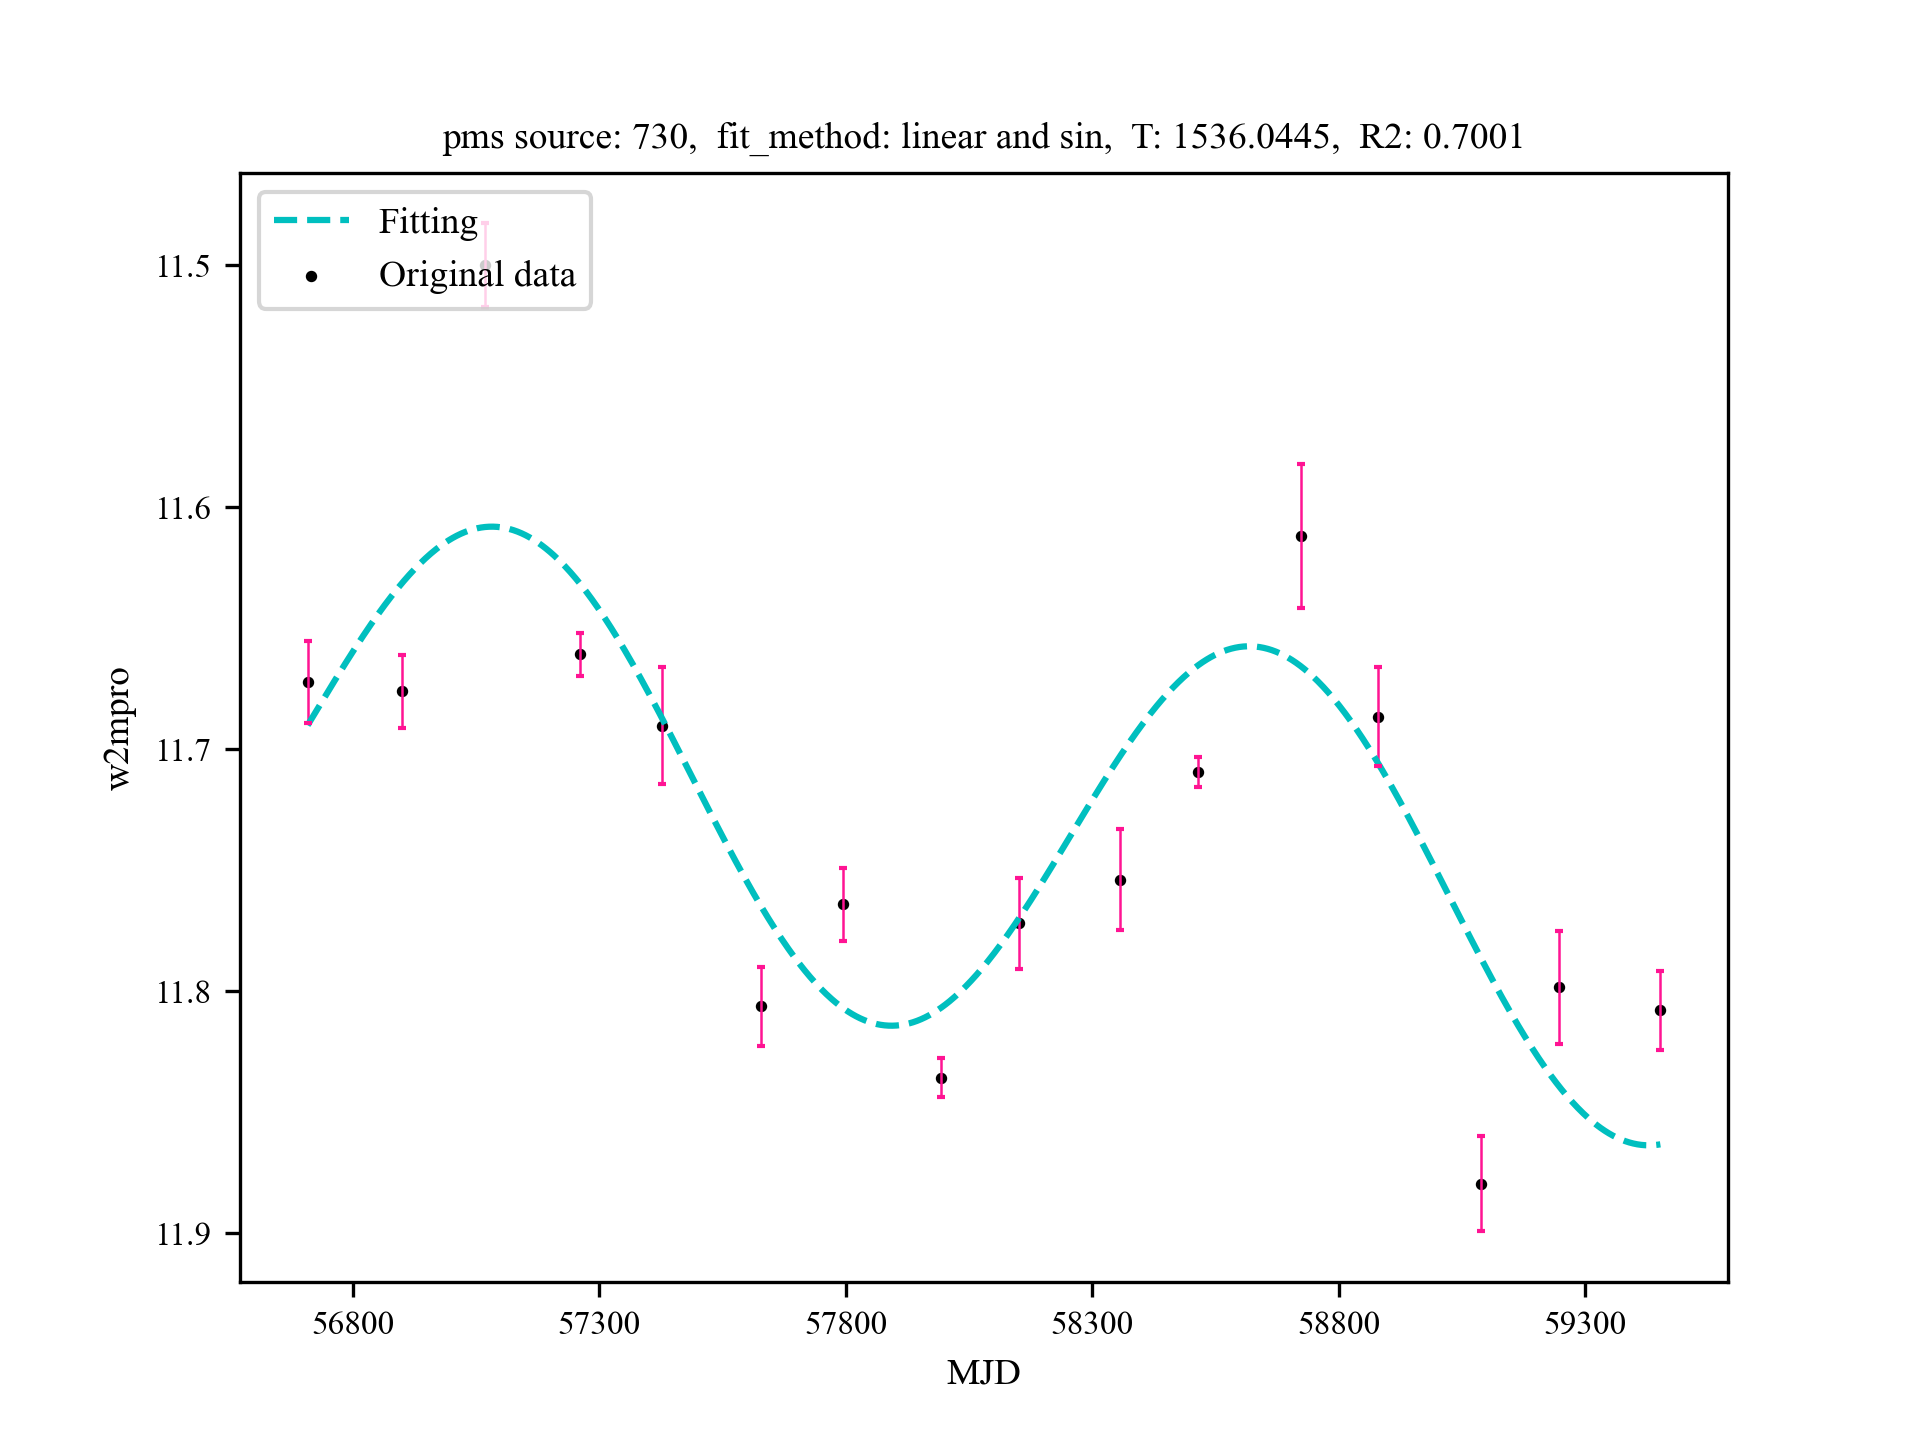 pms source: 730,  fit_method: linear and sin,  T: 1536.0445,  R2: 0.7001
Fitting
Original data
11.5
11.6
11.7
11.8
11.9
w2mpro
56800 57300 57800 58300 58800 59300
MJD